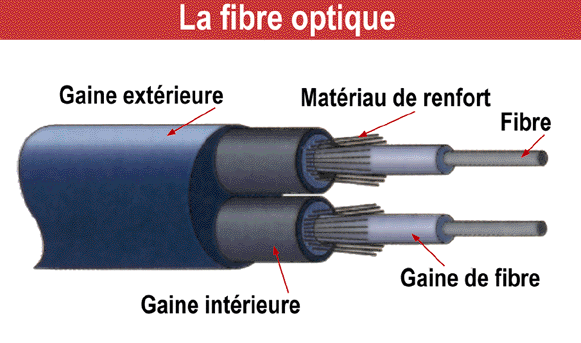 La fibre optique
Gaine extérieure
Matériau de renfort
Fibre
Gaine de fibre
Gaine intérieure